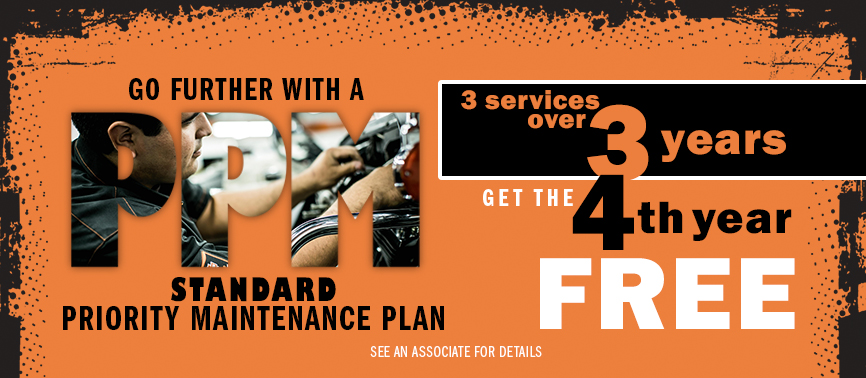 GO FURTHER WITH A
PPM
STANDARD
PRIORITY MAINTENANCE PLAN
3 services
over 3 years
GET THE 4th year
FREE
SEE AN ASSOCIATE FOR DETAILS